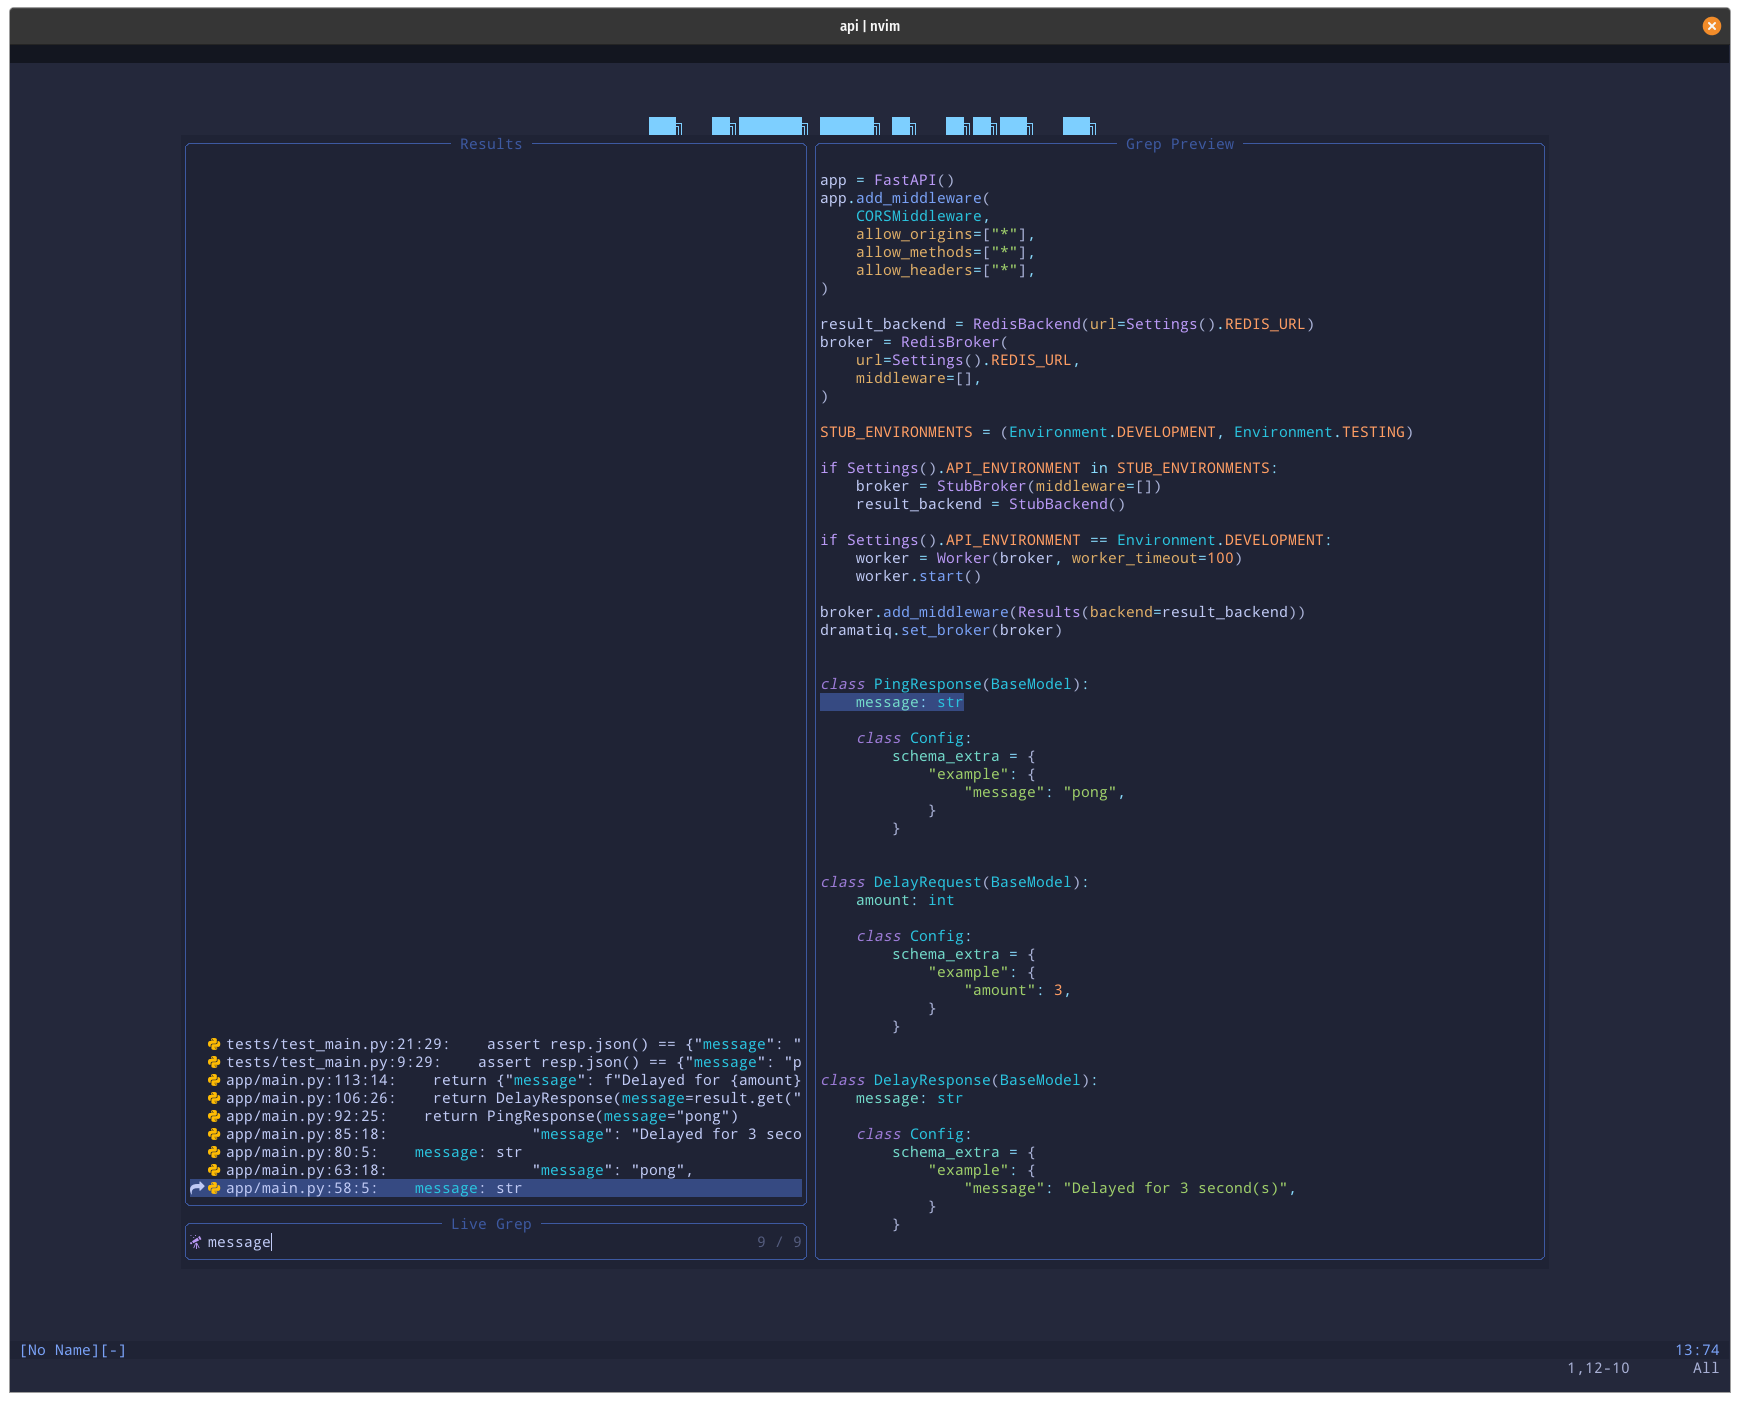 api | nvim
Results
tests/test_main.py:21:29:    assert resp.json() == {"message": "
tests/test_main.py:9:29:    assert resp.json() == {"message": "p
app/main.py:113:14:    return {"message": f"Delayed for {amount}
app/main.py:106:26:    return DelayResponse(message=result.get("
app/main.py:92:25:    return PingResponse(message="pong")
app/main.py:85:18:                "message": "Delayed for 3 seco
app/main.py:80:5:    message: str
app/main.py:63:18:                "message": "pong",
app/main.py:58:5:    message: str
Live Grep
message 9 / 9
Grep Preview
app = FastAPI()
app.add_middleware(
    CORSMiddleware,
    allow_origins=["*"],
    allow_methods=["*"],
    allow_headers=["*"],
)
result_backend = RedisBackend(url=Settings().REDIS_URL)
broker = RedisBroker(
    url=Settings().REDIS_URL,
    middleware=[],
)
STUB_ENVIRONMENTS = (Environment.DEVELOPMENT, Environment.TESTING)
if Settings().API_ENVIRONMENT in STUB_ENVIRONMENTS:
    broker = StubBroker(middleware=[])
    result_backend = StubBackend()
if Settings().API_ENVIRONMENT == Environment.DEVELOPMENT:
    worker = Worker(broker, worker_timeout=100)
    worker.start()
broker.add_middleware(Results(backend=result_backend))
dramatiq.set_broker(broker)
class PingResponse(BaseModel):
    message: str
    class Config:
        schema_extra = {
            "example": {
                "message": "pong",
            }
        }
class DelayRequest(BaseModel):
    amount: int
    class Config:
        schema_extra = {
            "example": {
                "amount": 3,
            }
        }
class DelayResponse(BaseModel):
    message: str
    class Config:
        schema_extra = {
            "example": {
                "message": "Delayed for 3 second(s)",
            }
        }
[No Name][-] 13:74
1,12-10 All